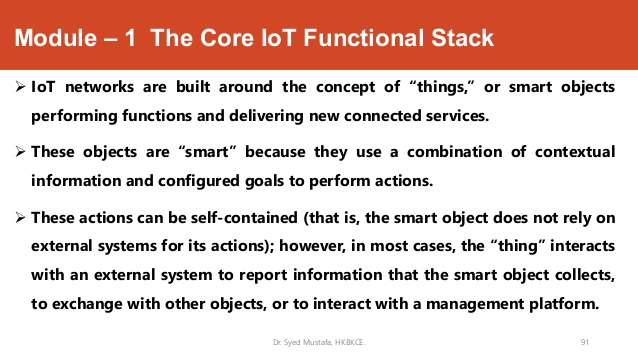 Module – 1 The Core IoT Functional Stack
➢ IoT networks are built around the concept of “things,” or smart objects
performing functions and delivering new connected services.
➢ These objects are “smart” because they use a combination of contextual
information and configured goals to perform actions.
➢ These actions can be self-contained (that is, the smart object does not rely on
external systems for its actions); however, in most cases, the “thing” interacts
with an external system to report information that the smart object collects,
to exchange with other objects, or to interact with a management platform.
Dr. Syed Mustafa, HKBKCE. 91